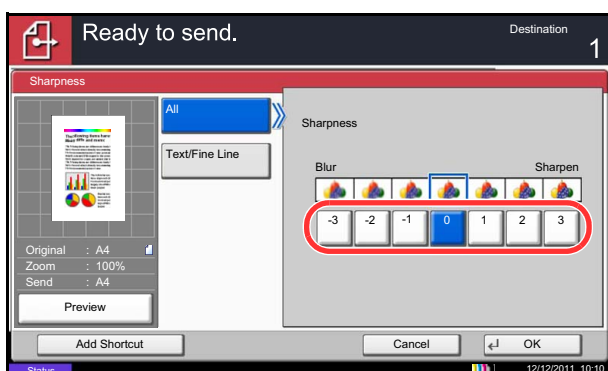 Ready to send.
Destination
1
Sharpness
All
Text/Fine Line
Sharpness
Blur
Sharpen
-3 -2 -1 0 1 2 3
Original : A4
Zoom : 100%
Send : A4
Preview
Add Shortcut
Cancel
OK
Status
12/12/2011 10:10